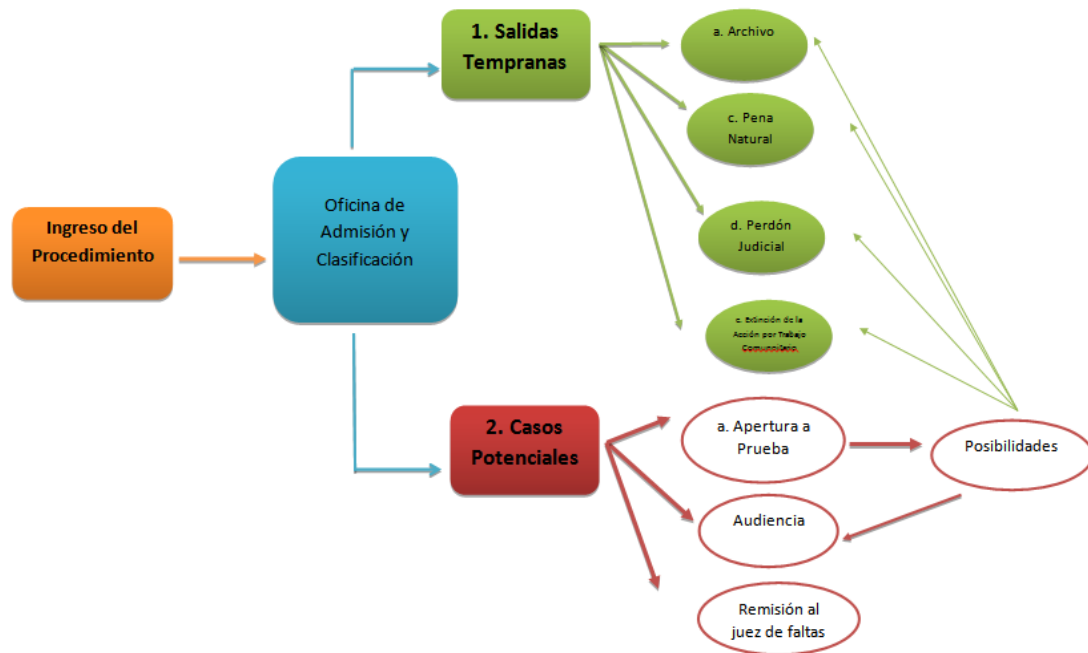 1. Salidas
Tempranas
a. Archivo
c. Pena
Natural
Oficina de
Admisión y
Clasificación
Ingreso del
Procedimiento
d. Perdón
Judicial
c. Extinción de la
Acción por Trabajo
Comunitario
2. Casos
Potenciales
a. Apertura a
Prueba
Posibilidades
Audiencia
Remisión al
juez de faltas